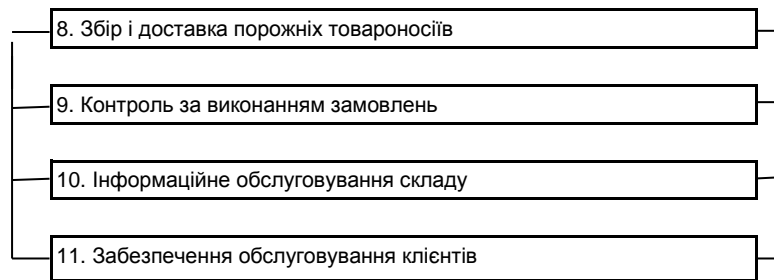 8. Збір і доставка порожніх товароносіїв
9. Контроль за виконанням замовлень
10. Інформаційне обслуговування складу
11. Забезпечення обслуговування клієнтів